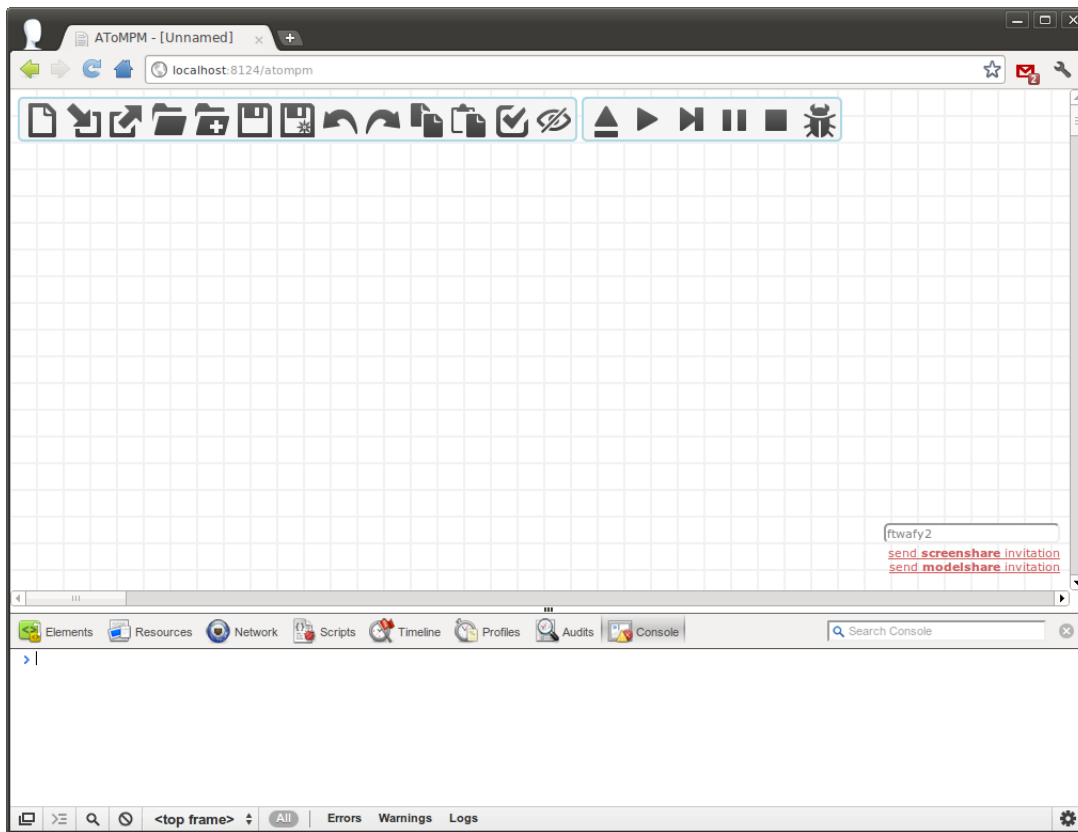 AToMPM - [Unnamed]
localhost:8124/atompm
2
ftwafy2
send screenshare invitation
send modelshare invitation
Elements Resources Network Scripts Timeline Profiles Audits Console Search Console
<top frame> All Errors Warnings Logs